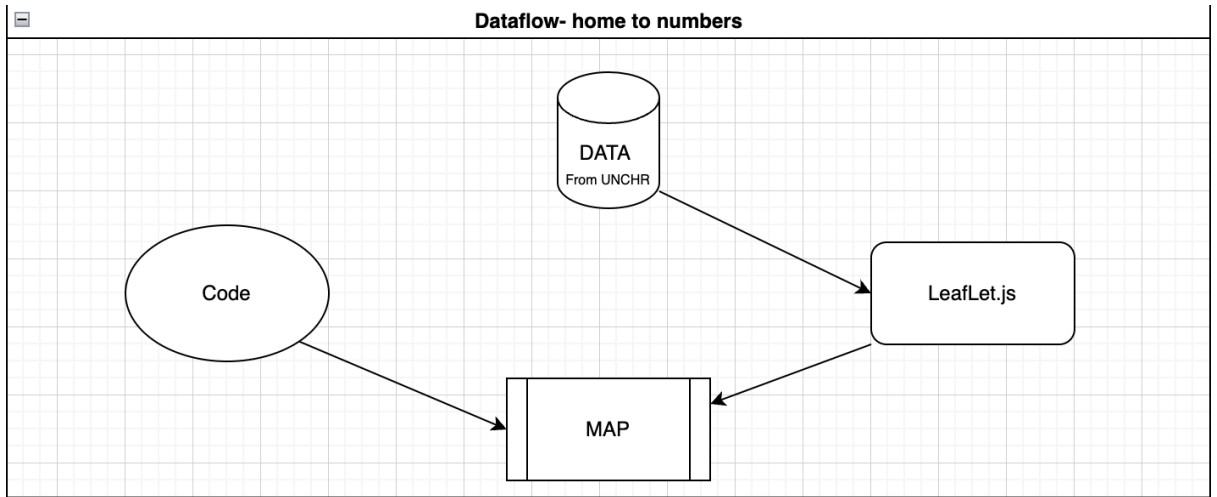 Dataflow- home to numbers
DATA
From UNCHR
Code
LeafLet.js
MAP